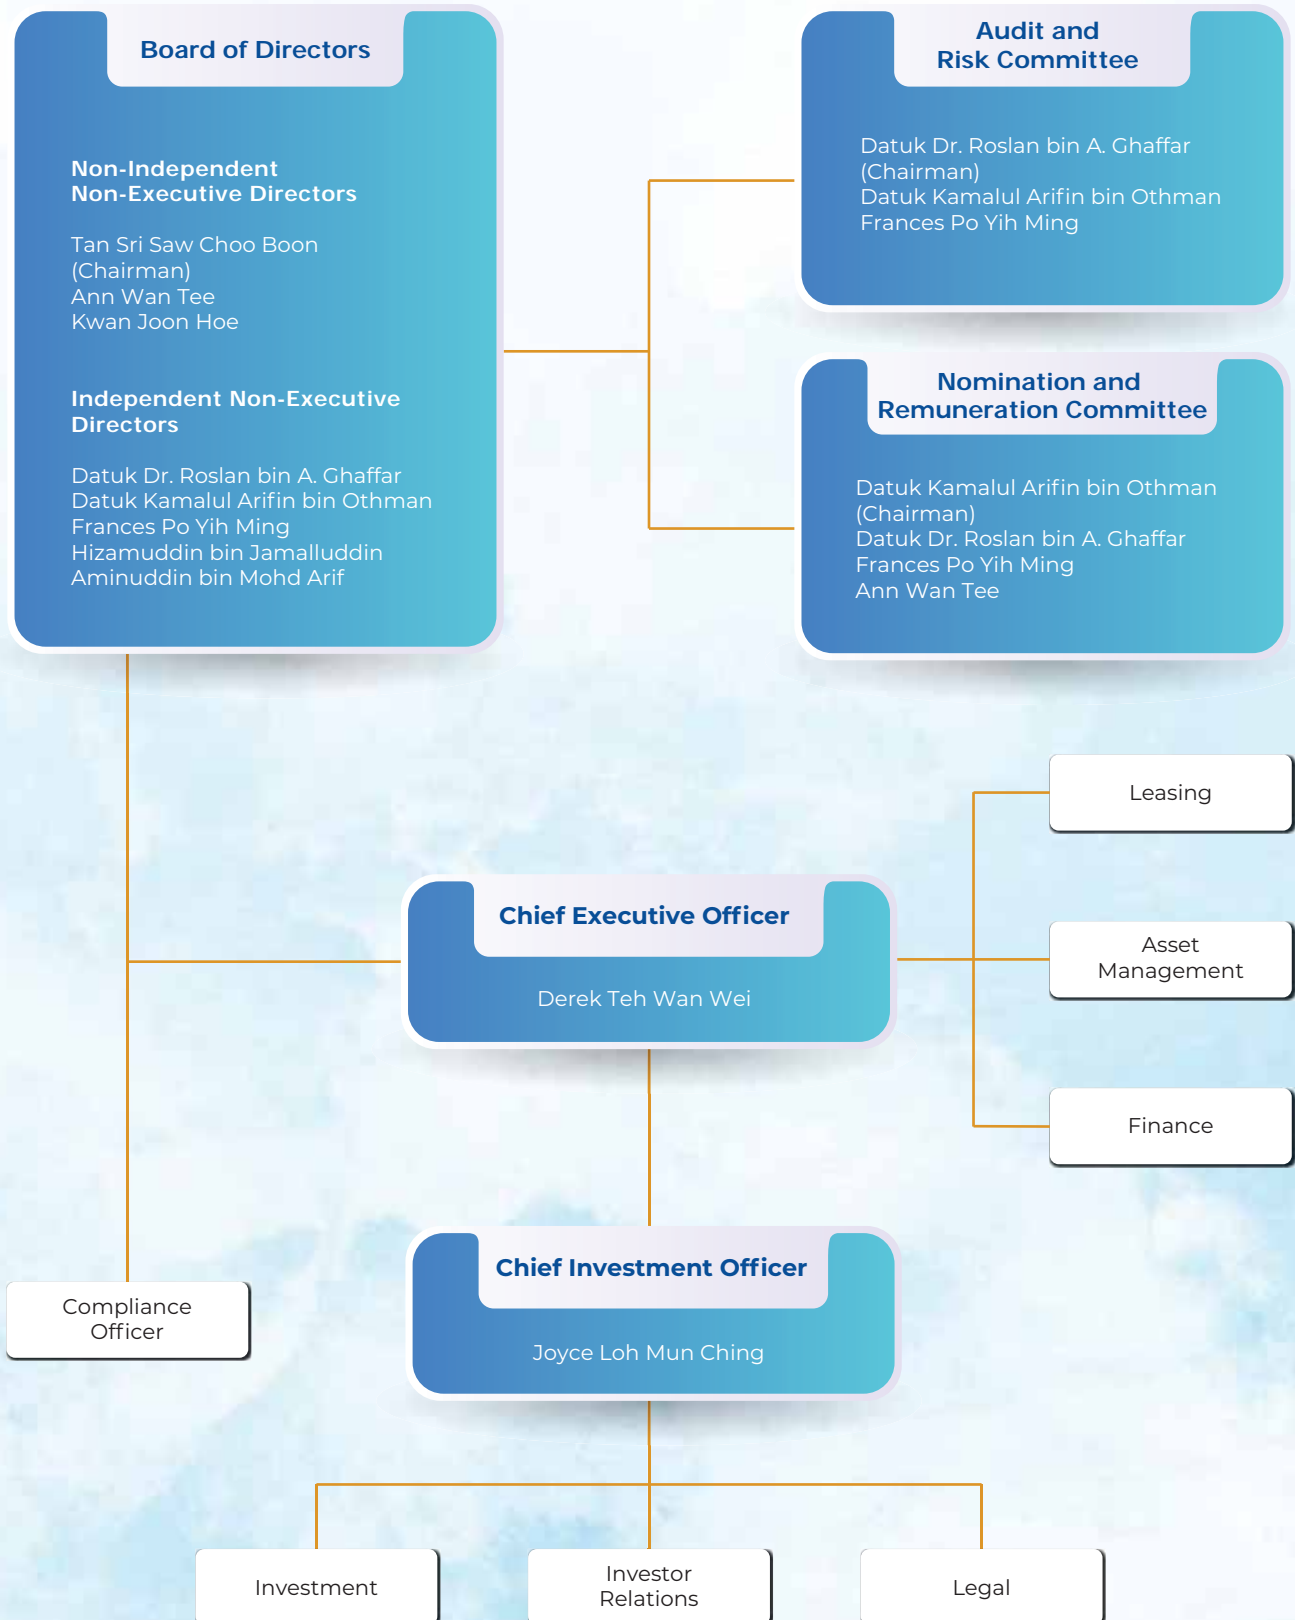 Board of Directors
Non-Independent
Non-Executive Directors
Tan Sri Saw Choo Boon
(Chairman)
Ann Wan Tee
Kwan Joon Hoe
Independent Non-Executive
Directors
Datuk Dr. Roslan bin A. Ghaffar
Datuk Kamalul Arifin bin Othman
Frances Po Yih Ming
Hizamuddin bin Jamalluddin
Aminuddin bin Mohd Arif
Audit and
Risk Committee
Datuk Dr. Roslan bin A. Ghaffar
(Chairman)
Datuk Kamalul Arifin bin Othman
Frances Po Yih Ming
Nomination and
Remuneration Committee
Datuk Kamalul Arifin bin Othman
(Chairman)
Datuk Dr. Roslan bin A. Ghaffar
Frances Po Yih Ming
Ann Wan Tee
Leasing
Chief Executive Officer
Derek Teh Wan Wei
Asset
Management
Finance
Chief Investment Officer
Joyce Loh Mun Ching
Compliance
Officer
Investment
Investor
Relations
Legal